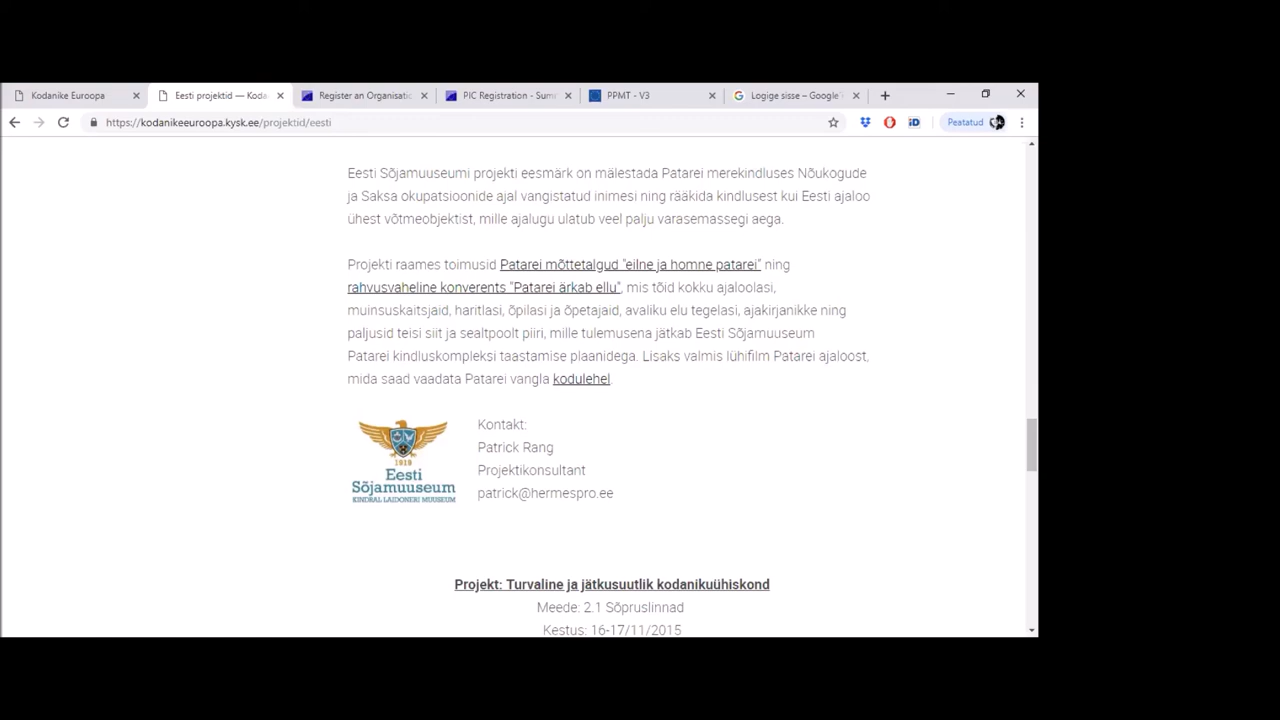 Kodanike Euroopa
Eesti projektid — Koda
Register an Organisatio
PIC Registration - Summ
PPMT - V3
Logige sisse – Google'i
https://kodanikeeuroopa.kysk.ee/projektid/eesti
Peatatud
Eesti Sõjamuuseumi projekti eesmärk on mälestada Patarei merekindluses Nõukogude
ja Saksa okupatsioonide ajal vangistatud inimesi ning rääkida kindlusest kui Eesti ajaloo
ühest võtmeobjektist, mille ajalugu ulatub veel palju varasemassegi aega.
Projekti raames toimusid Patarei mõttetalgud "eilne ja homne patarei" ning
rahvusvaheline konverents "Patarei ärkab ellu", mis tõid kokku ajaloolasi,
muinsuskaitsjaid, haritlasi, õpilasi ja õpetajaid, avaliku elu tegelasi, ajakirjanikke ning
paljusid teisi siit ja sealtpoolt piiri, mille tulemusena jätkab Eesti Sõjamuuseum
Patarei kindluskompleksi taastamise plaanidega. Lisaks valmis lühifilm Patarei ajaloost,
mida saad vaadata Patarei vangla kodulehel.
1919
Eesti
Sõjamuuseum
KINDRAL LAIDONERI MUUSEUM
Kontakt:
Patrick Rang
Projektikonsultant
patrick@hermespro.ee
Projekt: Turvaline ja jätkusuutlik kodanikuühiskond
Meede: 2.1 Sõpruslinnad
Kestus: 16-17/11/2015